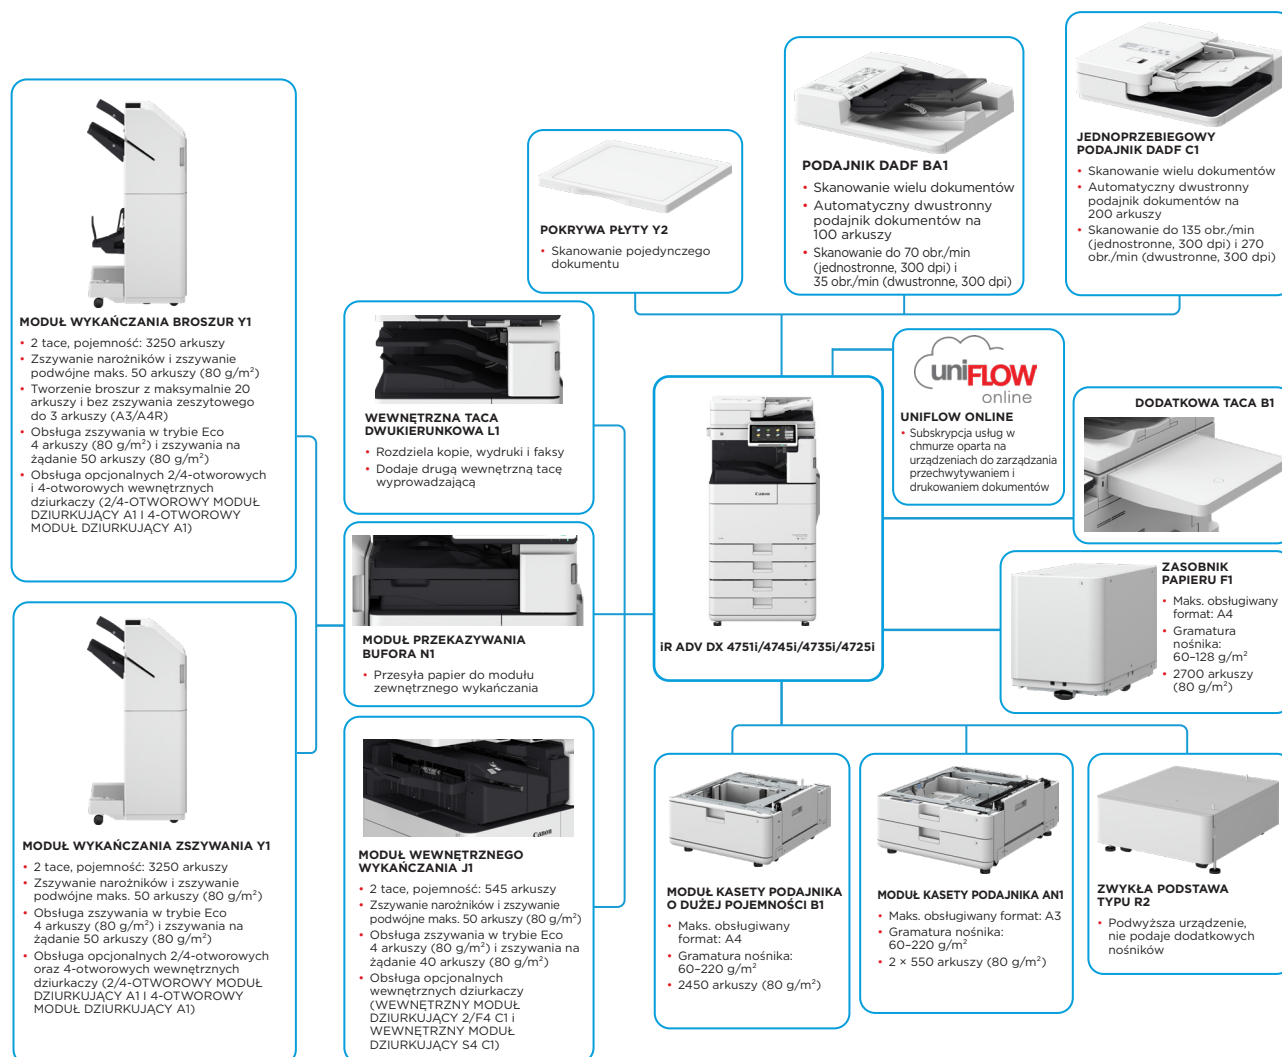 MODUŁ WYKAŃCZANIA BROSZUR Y1
• 2 tace, pojemność: 3250 arkuszy
• Zszywanie narożników i zszywanie
podwójne maks. 50 arkuszy (80 g/m²)
• Tworzenie broszur z maksymalnie 20
arkuszy i bez zszywania zeszytowego
do 3 arkuszy (A3/A4R)
• Obsługa zszywania w trybie Eco
4 arkuszy (80 g/m²) i zszywania na
żądanie 50 arkuszy (80 g/m²)
• Obsługa opcjonalnych 2/4-otworowych
i 4-otworowych wewnętrznych
dziurkaczy (2/4-OTWOROWY MODUŁ
DZIURKUJĄCY A1 I 4-OTWOROWY
MODUŁ DZIURKUJĄCY A1)
MODUŁ WYKAŃCZANIA ZSZYWANIA Y1
• 2 tace, pojemność: 3250 arkuszy
• Zszywanie narożników i zszywanie
podwójne maks. 50 arkuszy (80 g/m²)
• Obsługa zszywania w trybie Eco
4 arkuszy (80 g/m²) i zszywania na
żądanie 50 arkuszy (80 g/m²)
• Obsługa opcjonalnych 2/4-otworowych
oraz 4-otworowych wewnętrznych
dziurkaczy (2/4-OTWOROWY MODUŁ
DZIURKUJĄCY A1 I 4-OTWOROWY
MODUŁ DZIURKUJĄCY A1)
WEWNĘTRZNA TACA
DWUKIERUNKOWA L1
• Rozdziela kopie, wydruki i faksy
• Dodaje drugą wewnętrzną tacę
wyprowadzającą
MODUŁ PRZEKAZYWANIA
BUFORA N1
• Przesyła papier do modułu
zewnętrznego wykańczania
Canon
MODUŁ WEWNĘTRZNEGO
WYKAŃCZANIA J1
• 2 tace, pojemność: 545 arkuszy
• Zszywanie narożników i zszywanie
podwójne maks. 50 arkuszy (80 g/m²)
• Obsługa zszywania w trybie Eco
4 arkuszy (80 g/m²) i zszywania na
żądanie 40 arkuszy (80 g/m²)
• Obsługa opcjonalnych
wewnętrznych dziurkaczy
(WEWNĘTRZNY MODUŁ
DZIURKUJĄCY 2/F4 C1 i
WEWNĘTRZNY MODUŁ
DZIURKUJĄCY S4 C1)
POKRYWA PŁYTY Y2
• Skanowanie pojedynczego
dokumentu
PODAJNIK DADF BA1
• Skanowanie wielu dokumentów
• Automatyczny dwustronny
podajnik dokumentów na
100 arkuszy
• Skanowanie do 70 obr./min
(jednostronne, 300 dpi) i
35 obr./min (dwustronne, 300 dpi)
JEDNOPRZEBIEGOWY
PODAJNIK DADF C1
• Skanowanie wielu dokumentów
• Automatyczny dwustronny
podajnik dokumentów na
200 arkuszy
• Skanowanie do 135 obr./min
(jednostronne, 300 dpi) i 270
obr./min (dwustronne, 300 dpi)
Canon
iR ADV DX 4751i/4745i/4735i/4725i
uniFLOW
online
UNIFLOW ONLINE
• Subskrypcja usług w
chmurze oparta na
urządzeniach do zarządzania
przechwytywaniem i
drukowaniem dokumentów
DODATKOWA TACA B1
ZASOBNIK
PAPIERU F1
• Maks. obsługiwany
format: A4
• Gramatura
nośnika:
60–128 g/m²
• 2700 arkuszy
(80 g/m²)
MODUŁ KASETY PODAJNIKA
O DUŻEJ POJEMNOŚCI B1
• Maks. obsługiwany
format: A4
• Gramatura nośnika:
60–220 g/m²
• 2450 arkuszy (80 g/m²)
MODUŁ KASETY PODAJNIKA AN1
• Maks. obsługiwany format: A3
• Gramatura nośnika:
60–220 g/m²
• 2 × 550 arkuszy (80 g/m²)
ZWYKŁA PODSTAWA
TYPU R2
• Podwyższa urządzenie,
nie podaje dodatkowych
nośników